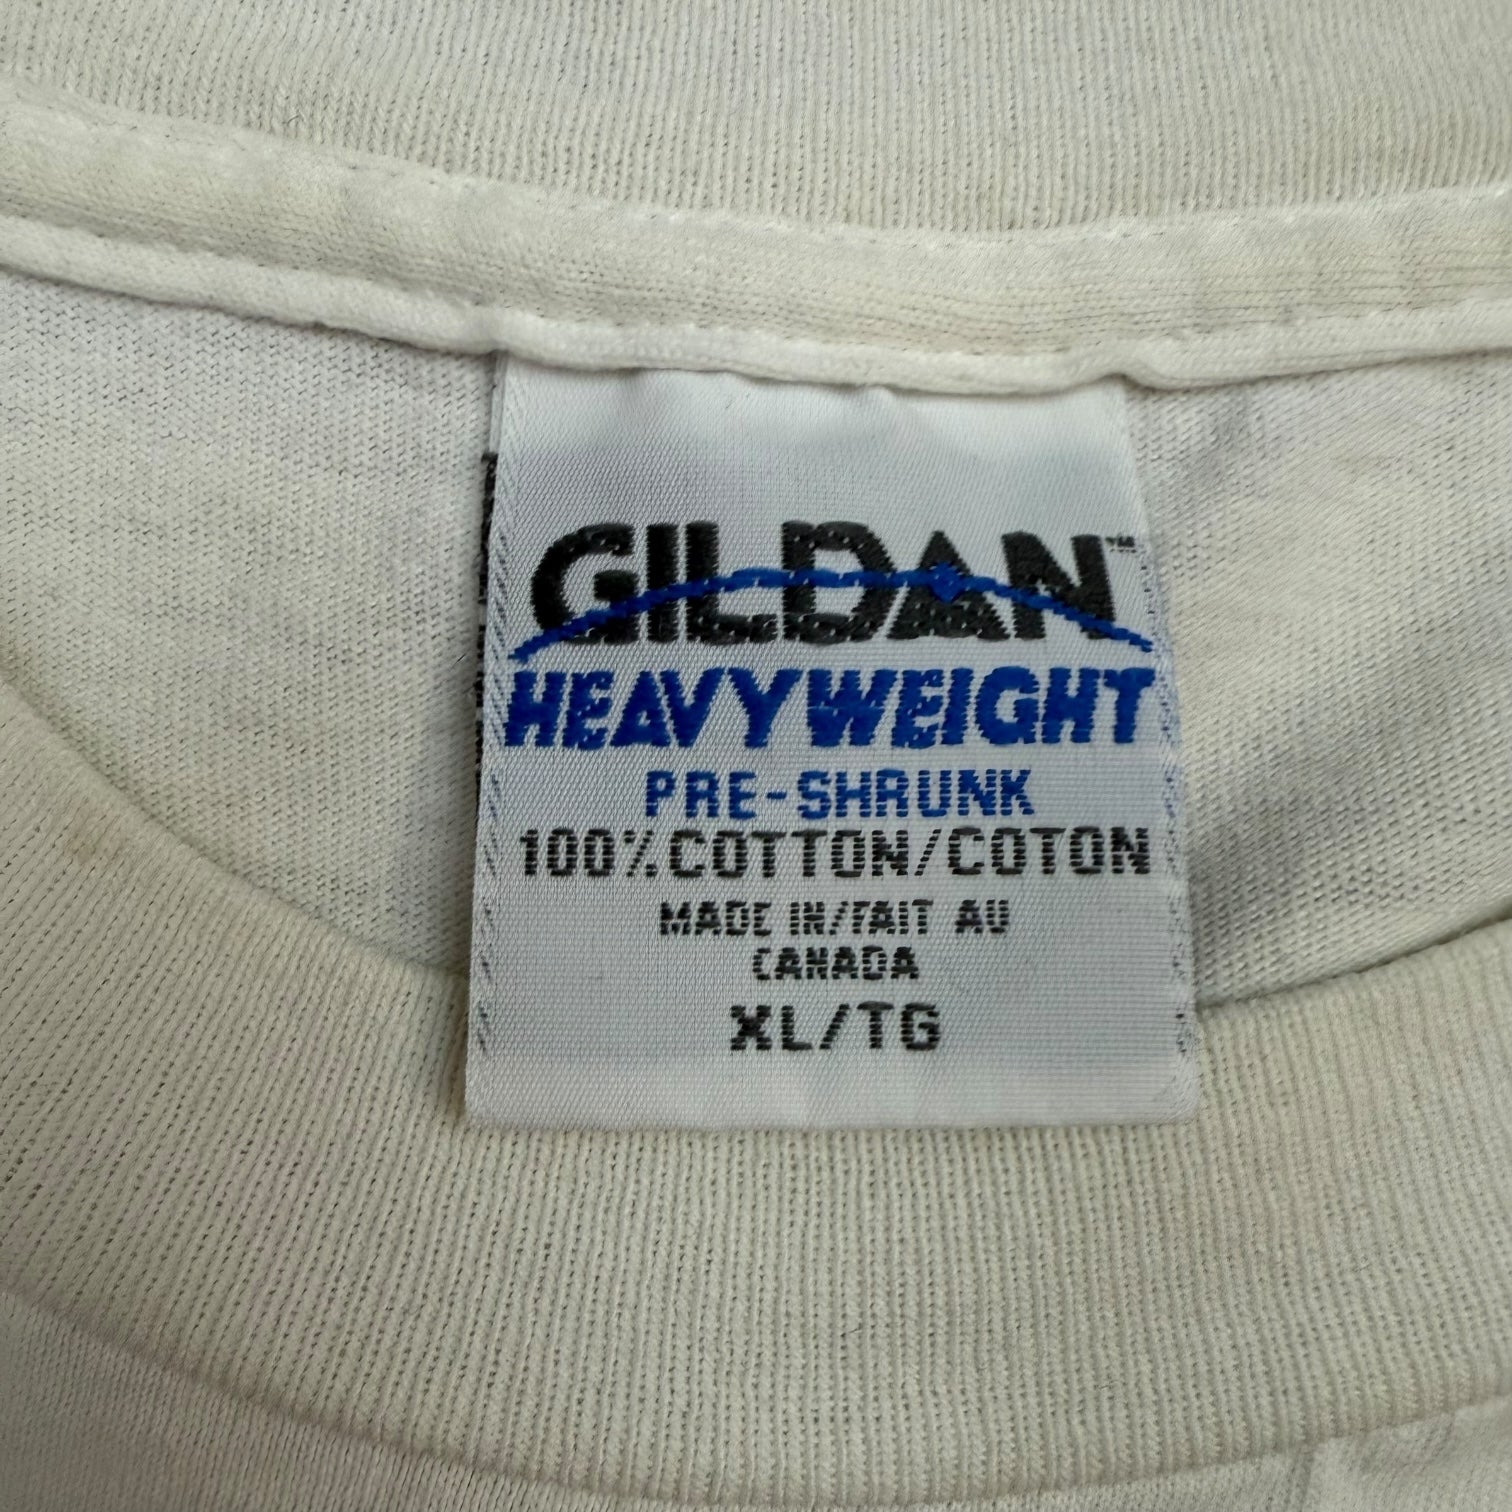 GILDAN™
HEAVYWEIGHT
PRE-SHRUNK
100% COTTON/COTON
MADE IN/FAIT AU
CANADA
XL/TG